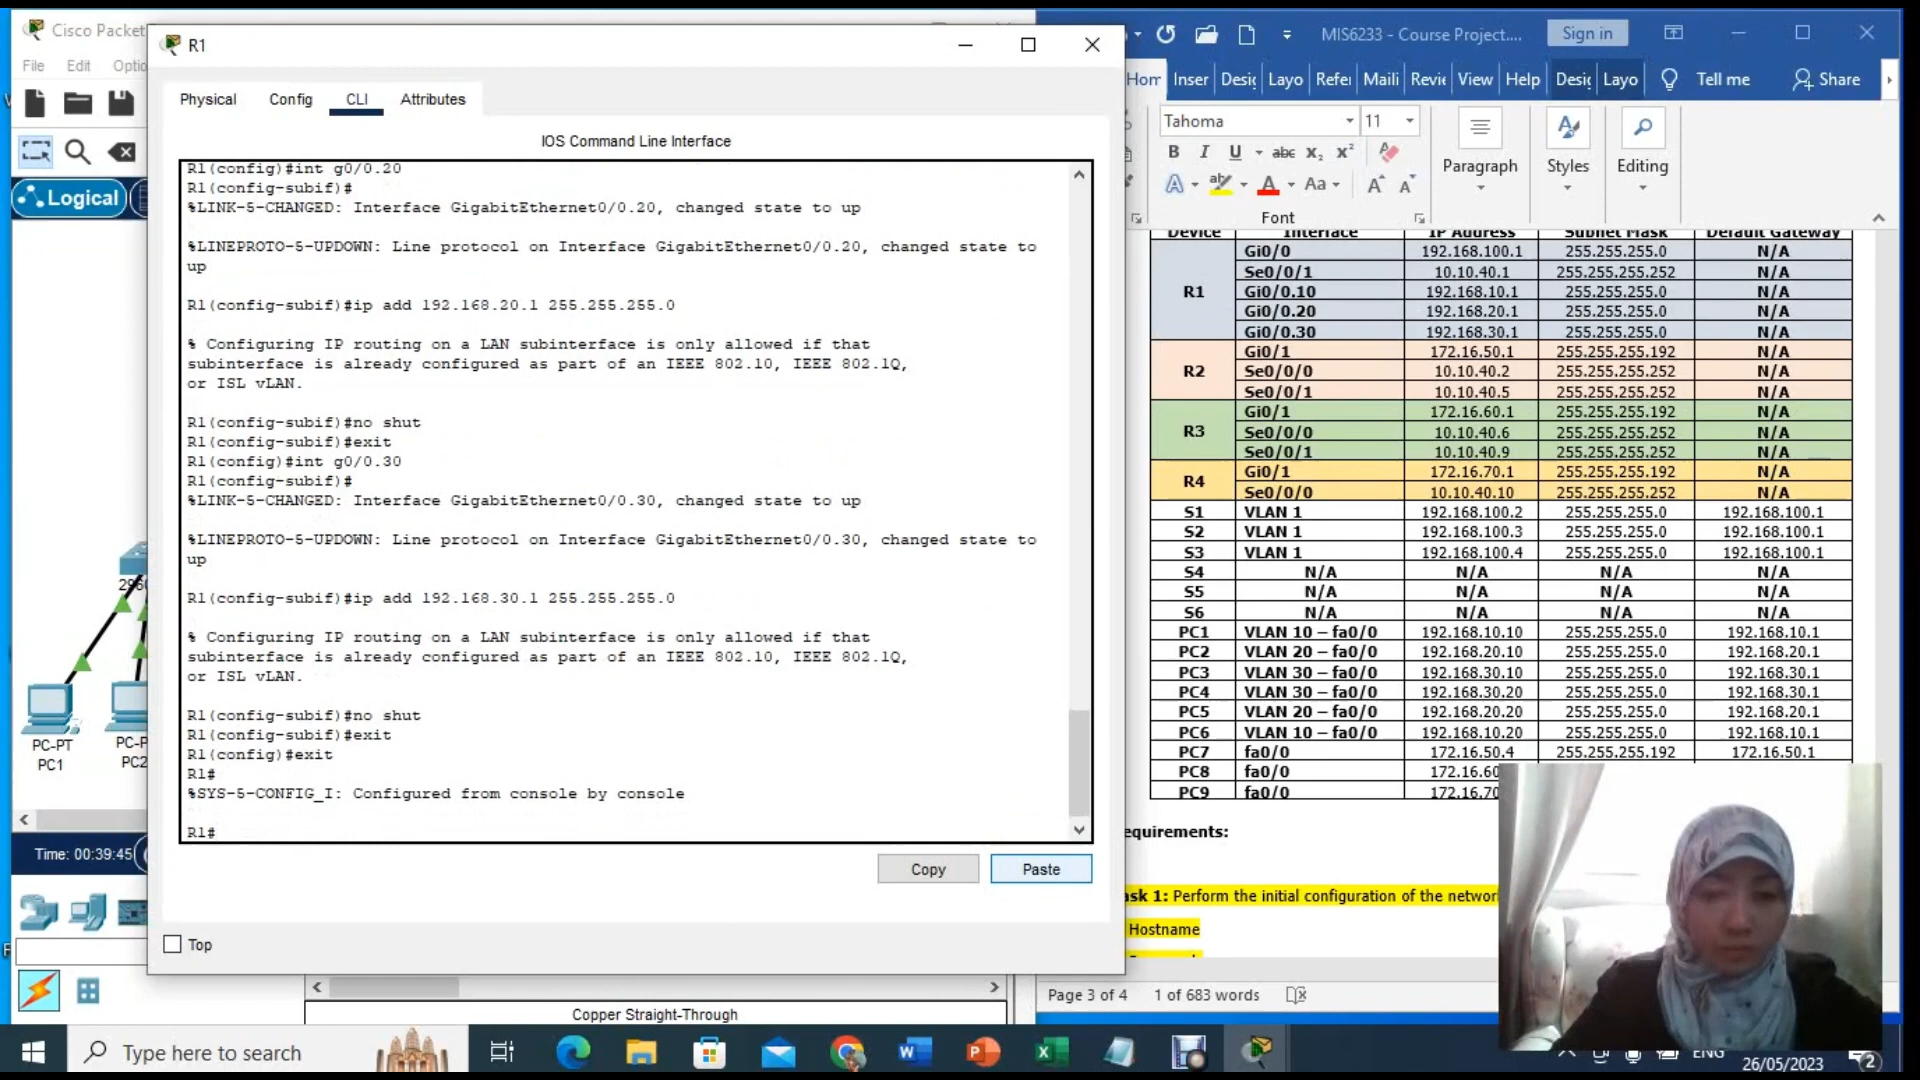 Cisco Packet
R1
File Edit Optio
Physical Config CLI Attributes
IOS Command Line Interface
Logical
R1(config)#int g0/0.20
R1(config-subif)#
%LINK-5-CHANGED: Interface GigabitEthernet0/0.20, changed state to up
%LINEPROTO-5-UPDOWN: Line protocol on Interface GigabitEthernet0/0.20, changed state to
up
R1(config-subif)#ip add 192.168.20.1 255.255.255.0
% Configuring IP routing on a LAN subinterface is only allowed if that
subinterface is already configured as part of an IEEE 802.10, IEEE 802.1Q,
or ISL vLAN.
R1(config-subif)#no shut
R1(config-subif)#exit
R1(config)#int g0/0.30
R1(config-subif)#
%LINK-5-CHANGED: Interface GigabitEthernet0/0.30, changed state to up
%LINEPROTO-5-UPDOWN: Line protocol on Interface GigabitEthernet0/0.30, changed state to
up
R1(config-subif)#ip add 192.168.30.1 255.255.255.0
% Configuring IP routing on a LAN subinterface is only allowed if that
subinterface is already configured as part of an IEEE 802.10, IEEE 802.1Q,
or ISL vLAN.
R1(config-subif)#no shut
R1(config-subif)#exit
R1(config)#exit
R1#
%SYS-5-CONFIG_I: Configured from console by console
R1#
Copy Paste
Top
296
PC-PT
PC1
PC-P
PC2
Time: 00:39:45
Copper Straight-Through
MIS6233 - Course Project....
Sign in
Hom Inser Desig Layo Refe Maili Revie View Help Desig Layo Tell me Share
Tahoma 11
B I U abc x₂ x²
A aby A Aa A A
Font
Paragraph
Styles
Editing
Device Interface IP Address Subnet Mask Default Gateway
R1 Gi0/0 192.168.100.1 255.255.255.0 N/A
Se0/0/1 10.10.40.1 255.255.255.252 N/A
Gi0/0.10 192.168.10.1 255.255.255.0 N/A
Gi0/0.20 192.168.20.1 255.255.255.0 N/A
Gi0/0.30 192.168.30.1 255.255.255.0 N/A
R2 Gi0/1 172.16.50.1 255.255.255.192 N/A
Se0/0/0 10.10.40.2 255.255.255.252 N/A
Se0/0/1 10.10.40.5 255.255.255.252 N/A
R3 Gi0/1 172.16.60.1 255.255.255.192 N/A
Se0/0/0 10.10.40.6 255.255.255.252 N/A
Se0/0/1 10.10.40.9 255.255.255.252 N/A
R4 Gi0/1 172.16.70.1 255.255.255.192 N/A
Se0/0/0 10.10.40.10 255.255.255.252 N/A
S1 VLAN 1 192.168.100.2 255.255.255.0 192.168.100.1
S2 VLAN 1 192.168.100.3 255.255.255.0 192.168.100.1
S3 VLAN 1 192.168.100.4 255.255.255.0 192.168.100.1
S4 N/A N/A N/A N/A
S5 N/A N/A N/A N/A
S6 N/A N/A N/A N/A
PC1 VLAN 10 – fa0/0 192.168.10.10 255.255.255.0 192.168.10.1
PC2 VLAN 20 – fa0/0 192.168.20.10 255.255.255.0 192.168.20.1
PC3 VLAN 30 – fa0/0 192.168.30.10 255.255.255.0 192.168.30.1
PC4 VLAN 30 – fa0/0 192.168.30.20 255.255.255.0 192.168.30.1
PC5 VLAN 20 – fa0/0 192.168.20.20 255.255.255.0 192.168.20.1
PC6 VLAN 10 – fa0/0 192.168.10.20 255.255.255.0 192.168.10.1
PC7 fa0/0 172.16.50.4 255.255.255.192 172.16.50.1
PC8 fa0/0 172.16.60
PC9 fa0/0 172.16.70
equirements:
ask 1: Perform the initial configuration of the networ
Hostname
Page 3 of 4 1 of 683 words
Type here to search
ENG
26/05/2023
2